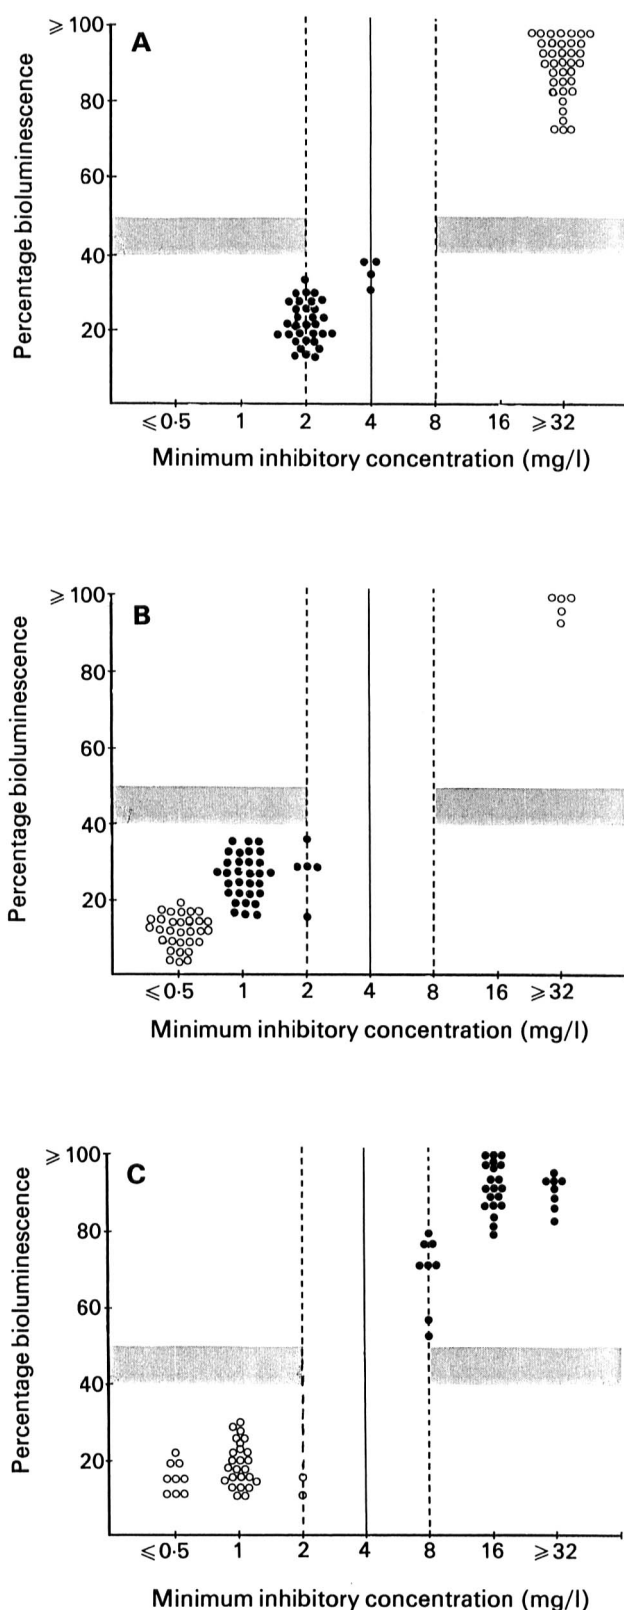 ⩾ 100
A
80
60
40
20
Percentage bioluminescence
⩽0·5 1 2 4 8 16 ⩾32
Minimum inhibitory concentration (mg/l)
⩾ 100
B
80
60
40
20
Percentage bioluminescence
⩽0·5 1 2 4 8 16 ⩾32
Minimum inhibitory concentration (mg/l)
⩾ 100
C
80
60
40
20
Percentage bioluminescence
⩽0·5 1 2 4 8 16 ⩾32
Minimum inhibitory concentration (mg/l)